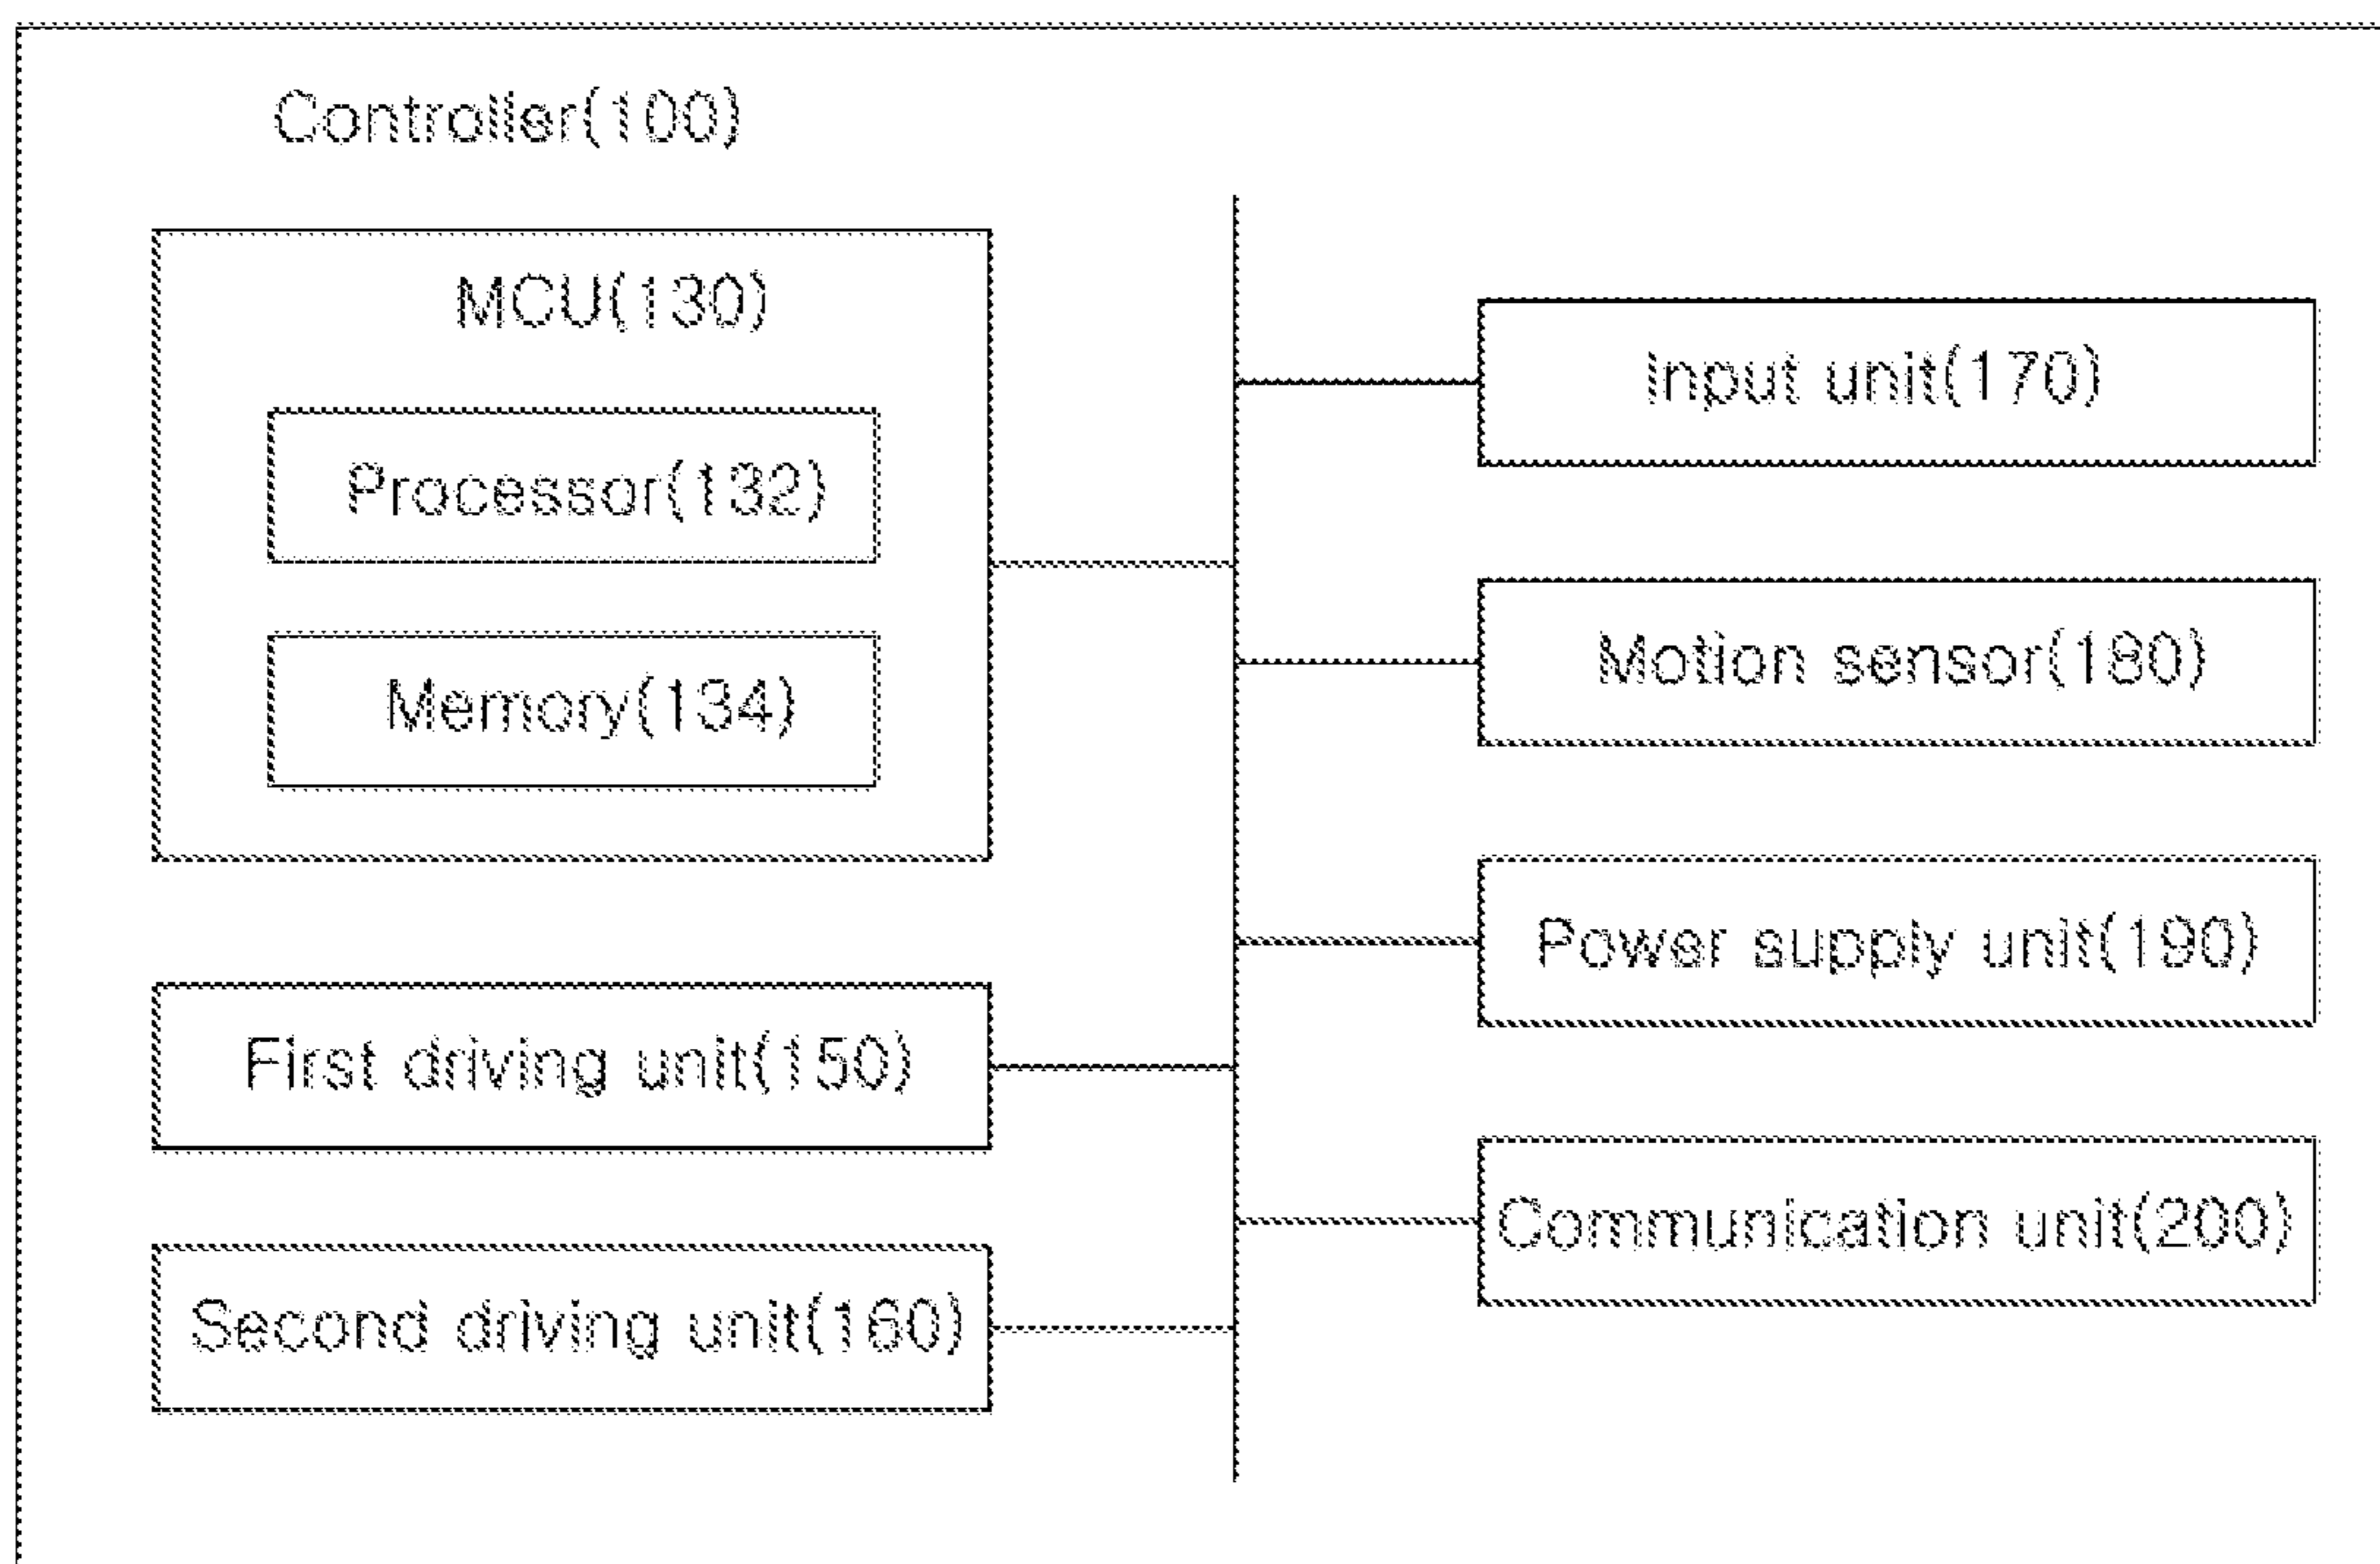 Controller(100)
MCU(130)
Processor(132)
Memory(134)
First driving unit(150)
Second driving unit(160)
Input unit(170)
Motion sensor(180)
Power supply unit(190)
Communication unit(200)